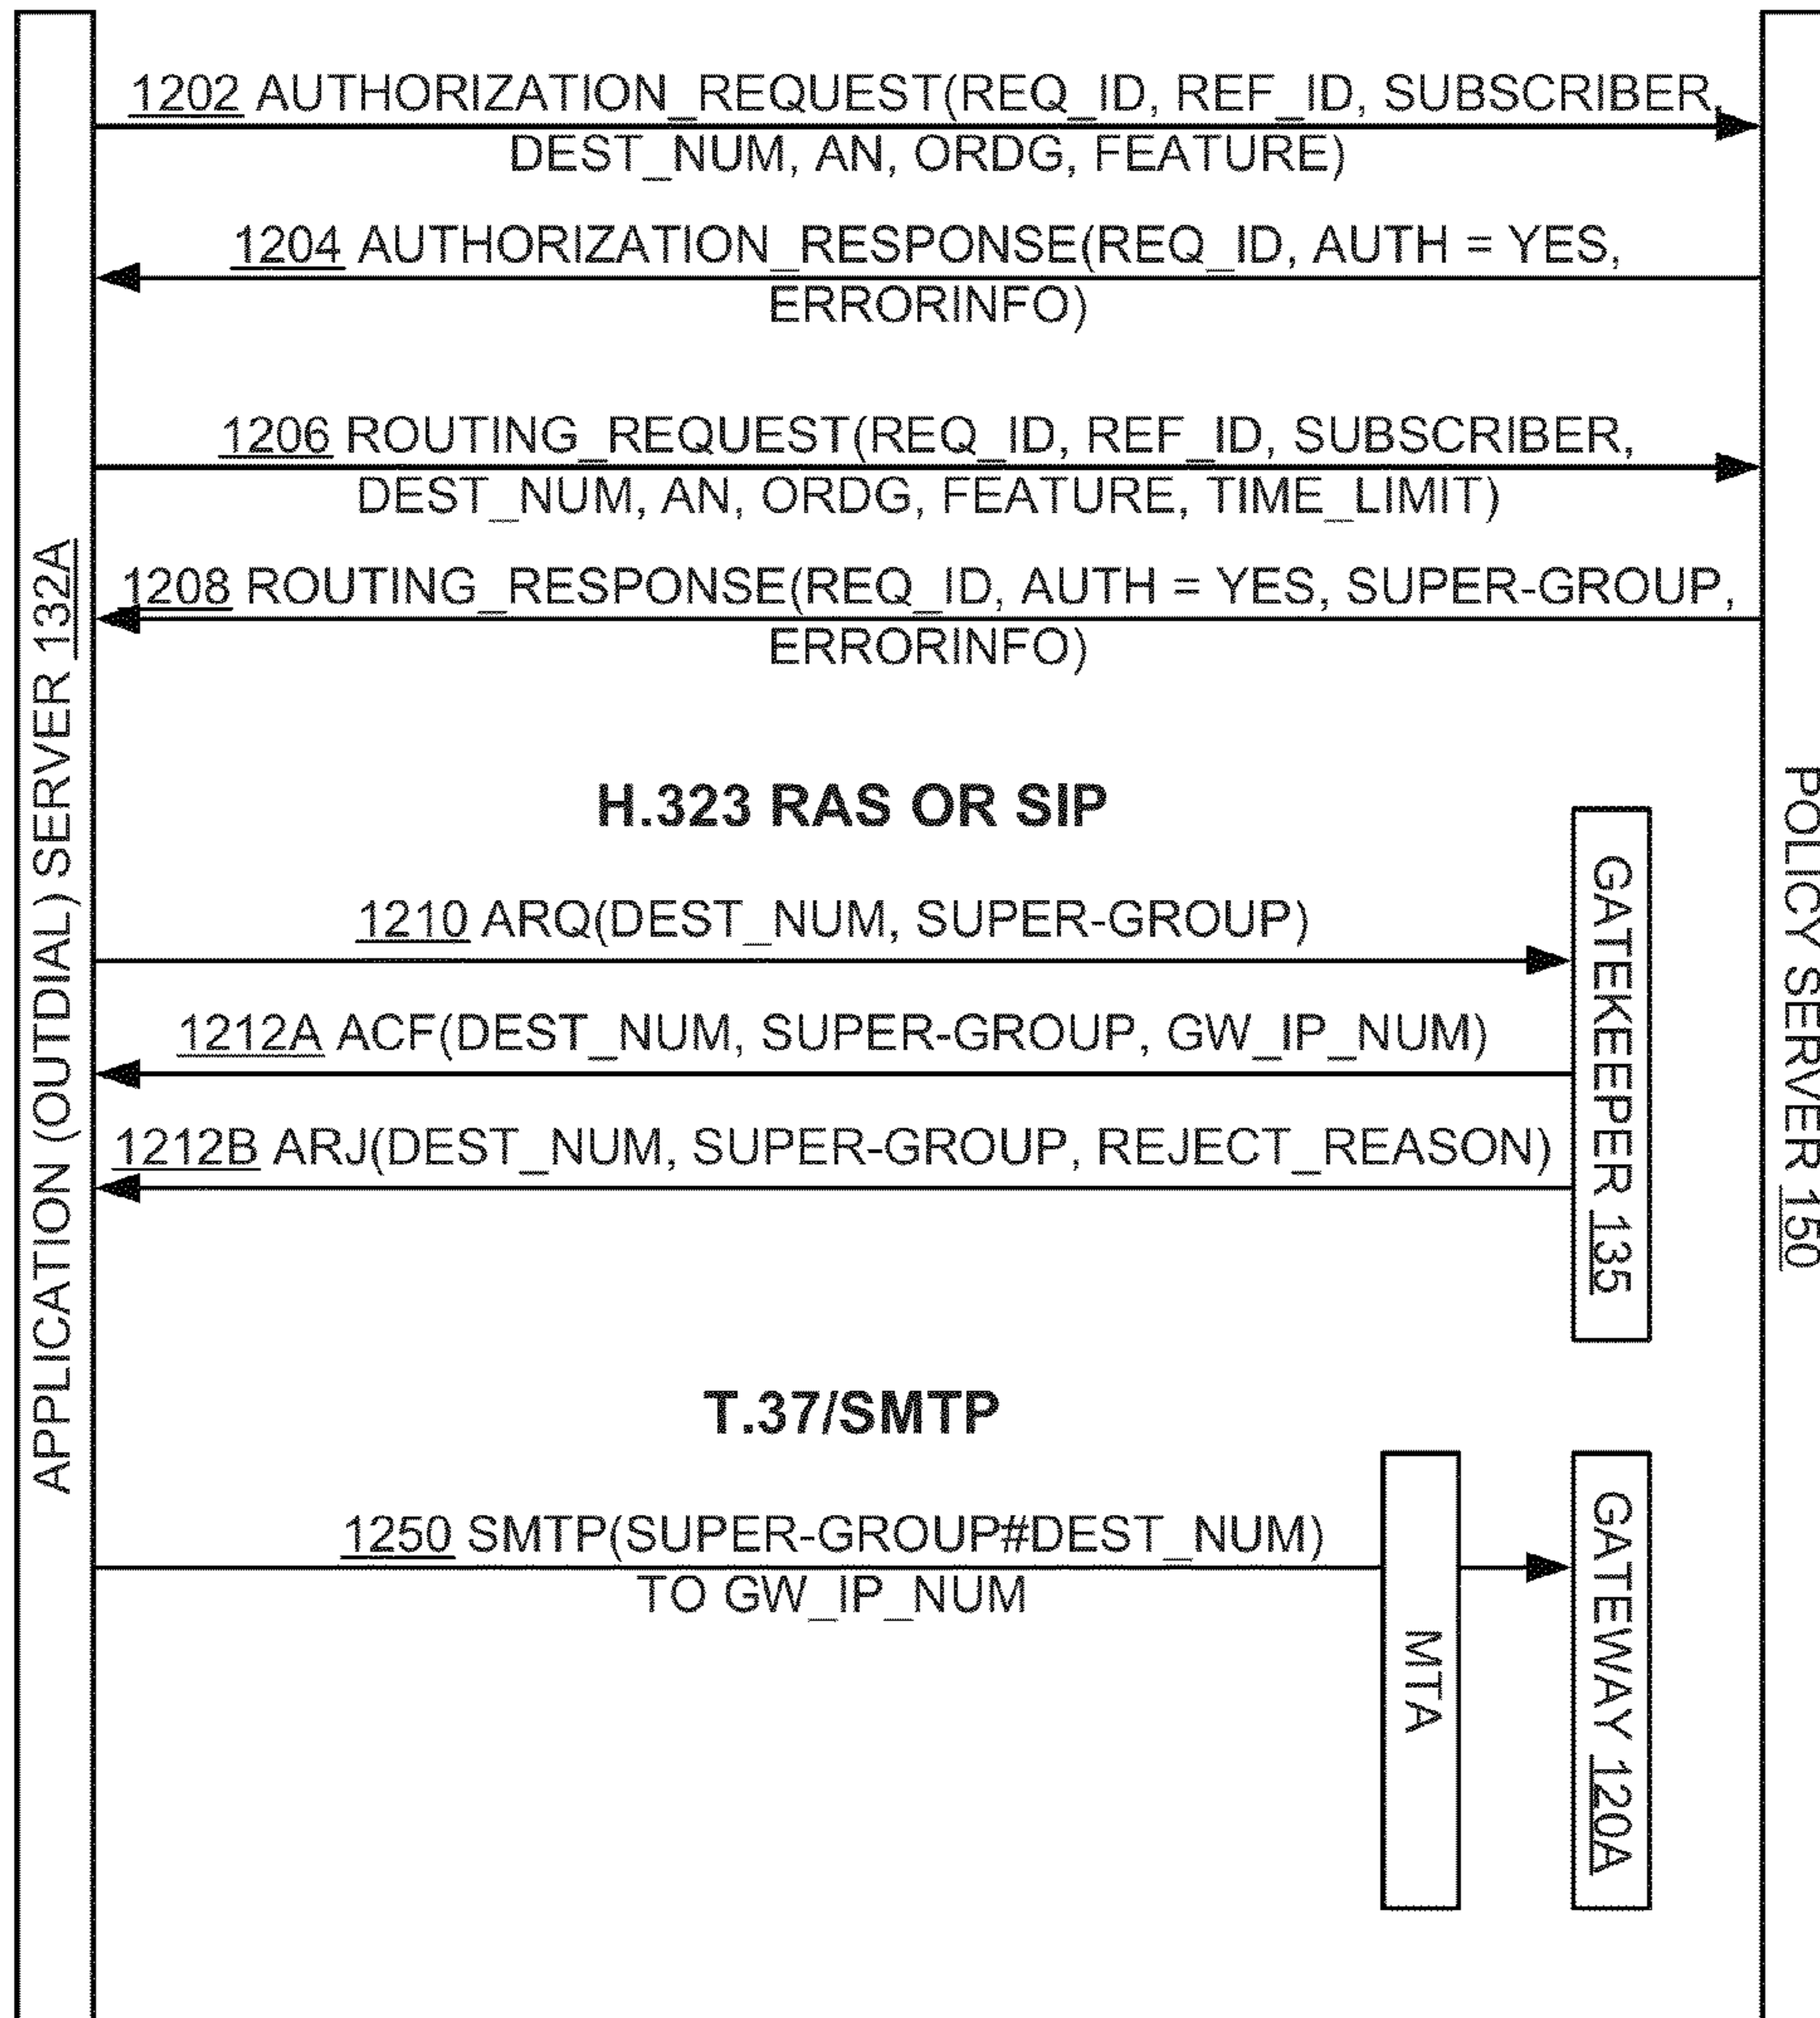 1202 AUTHORIZATION_REQUEST(REQ_ID, REF_ID, SUBSCRIBER,
DEST_NUM, AN, ORDG, FEATURE)
1204 AUTHORIZATION_RESPONSE(REQ_ID, AUTH = YES,
ERRORINFO)
1206 ROUTING_REQUEST(REQ_ID, REF_ID, SUBSCRIBER,
DEST_NUM, AN, ORDG, FEATURE, TIME_LIMIT)
1208 ROUTING_RESPONSE(REQ_ID, AUTH = YES, SUPER-GROUP,
ERRORINFO)
APPLICATION (OUTDIAL) SERVER 132A
POLICY SERVER 150
H.323 RAS OR SIP
GATEKEEPER 135
1210 ARQ(DEST_NUM, SUPER-GROUP)
1212A ACF(DEST_NUM, SUPER-GROUP, GW_IP_NUM)
1212B ARJ(DEST_NUM, SUPER-GROUP, REJECT_REASON)
T.37/SMTP
1250 SMTP(SUPER-GROUP#DEST_NUM)
TO GW_IP_NUM
MTA
GATEWAY 120A